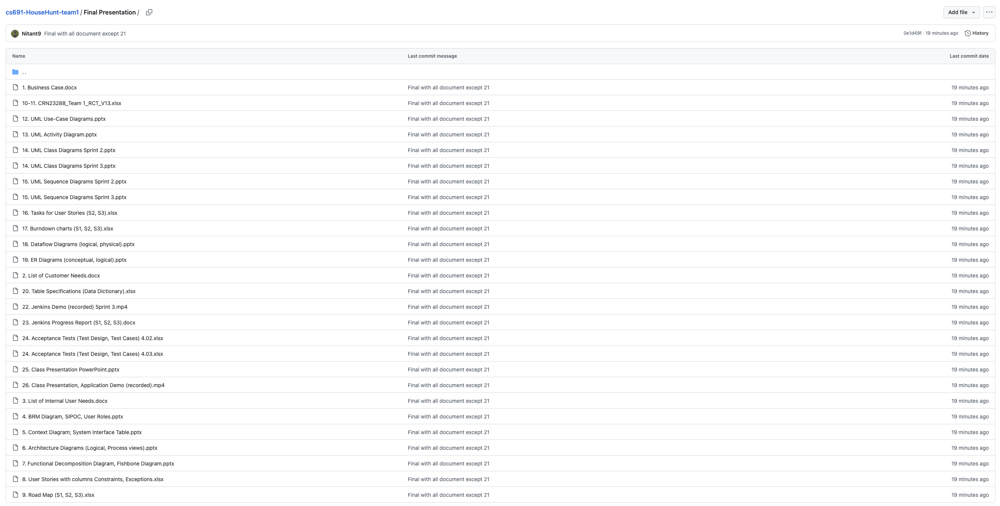 cs691-HouseHunt-team1 / Final Presentation / Add file ...
Nitant9 Final with all document except 21 0e1d49f · 19 minutes ago History
Name Last commit message Last commit date
..
1. Business Case.docx Final with all document except 21 19 minutes ago
10-11. CRN23288_Team 1_RCT_V13.xlsx Final with all document except 21 19 minutes ago
12. UML Use-Case Diagrams.pptx Final with all document except 21 19 minutes ago
13. UML Activity Diagram.pptx Final with all document except 21 19 minutes ago
14. UML Class Diagrams Sprint 2.pptx Final with all document except 21 19 minutes ago
14. UML Class Diagrams Sprint 3.pptx Final with all document except 21 19 minutes ago
15. UML Sequence Diagrams Sprint 2.pptx Final with all document except 21 19 minutes ago
15. UML Sequence Diagrams Sprint 3.pptx Final with all document except 21 19 minutes ago
16. Tasks for User Stories (S2, S3).xlsx Final with all document except 21 19 minutes ago
17. Burndown charts (S1, S2, S3).xlsx Final with all document except 21 19 minutes ago
18. Dataflow Diagrams (logical, physical).pptx Final with all document except 21 19 minutes ago
19. ER Diagrams (conceptual, logical).pptx Final with all document except 21 19 minutes ago
2. List of Customer Needs.docx Final with all document except 21 19 minutes ago
20. Table Specifications (Data Dictionary).xlsx Final with all document except 21 19 minutes ago
22. Jenkins Demo (recorded) Sprint 3.mp4 Final with all document except 21 19 minutes ago
23. Jenkins Progress Report (S1, S2, S3).docx Final with all document except 21 19 minutes ago
24. Acceptance Tests (Test Design, Test Cases) 4.02.xlsx Final with all document except 21 19 minutes ago
24. Acceptance Tests (Test Design, Test Cases) 4.03.xlsx Final with all document except 21 19 minutes ago
25. Class Presentation PowerPoint.pptx Final with all document except 21 19 minutes ago
26. Class Presentation, Application Demo (recorded).mp4 Final with all document except 21 19 minutes ago
3. List of Internal User Needs.docx Final with all document except 21 19 minutes ago
4. BRM Diagram, SIPOC, User Roles.pptx Final with all document except 21 19 minutes ago
5. Context Diagram; System Interface Table.pptx Final with all document except 21 19 minutes ago
6. Architecture Diagrams (Logical, Process views).pptx Final with all document except 21 19 minutes ago
7. Functional Decomposition Diagram, Fishbone Diagram.pptx Final with all document except 21 19 minutes ago
8. User Stories with columns Constraints, Exceptions.xlsx Final with all document except 21 19 minutes ago
9. Road Map (S1, S2, S3).xlsx Final with all document except 21 19 minutes ago